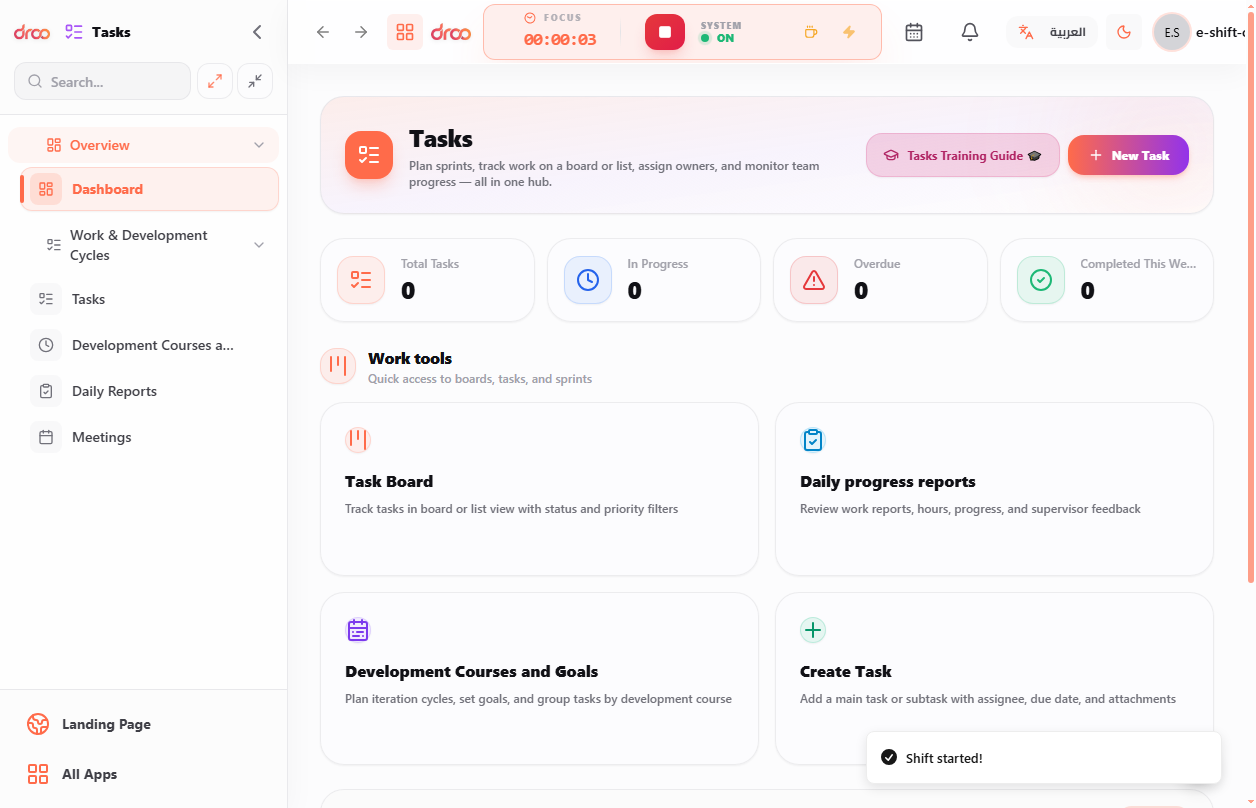 droo
Tasks
Search...
Overview
Dashboard
Work & Development
Cycles
Tasks
Development Courses a...
Daily Reports
Meetings
Landing Page
All Apps
droo
FOCUS
00:00:03
SYSTEM
ON
العربية
E.S
e-shift-
Tasks
Plan sprints, track work on a board or list, assign owners, and monitor team
progress — all in one hub.
Tasks Training Guide 🎓
New Task
Total Tasks
0
In Progress
0
Overdue
0
Completed This We...
0
Work tools
Quick access to boards, tasks, and sprints
Task Board
Track tasks in board or list view with status and priority filters
Daily progress reports
Review work reports, hours, progress, and supervisor feedback
Development Courses and Goals
Plan iteration cycles, set goals, and group tasks by development course
Create Task
Add a main task or subtask with assignee, due date, and attachments
Shift started!